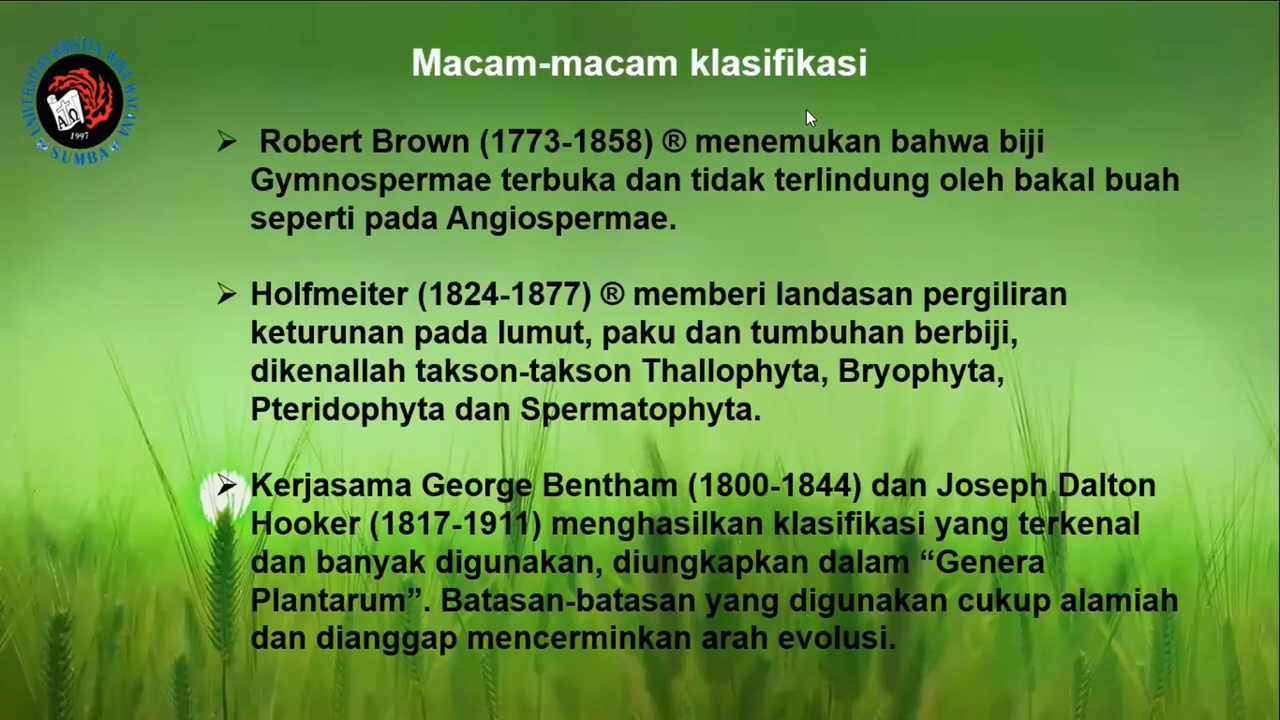 Macam-macam klasifikasi
UNIVERSITAS KRISTEN WIRA WACANA
SUMBA
1997
A Ω
➢ Robert Brown (1773-1858) ® menemukan bahwa biji
Gymnospermae terbuka dan tidak terlindung oleh bakal buah
seperti pada Angiospermae.
➢ Holfmeiter (1824-1877) ® memberi landasan pergiliran
keturunan pada lumut, paku dan tumbuhan berbiji,
dikenallah takson-takson Thallophyta, Bryophyta,
Pteridophyta dan Spermatophyta.
➢ Kerjasama George Bentham (1800-1844) dan Joseph Dalton
Hooker (1817-1911) menghasilkan klasifikasi yang terkenal
dan banyak digunakan, diungkapkan dalam “Genera
Plantarum”. Batasan-batasan yang digunakan cukup alamiah
dan dianggap mencerminkan arah evolusi.